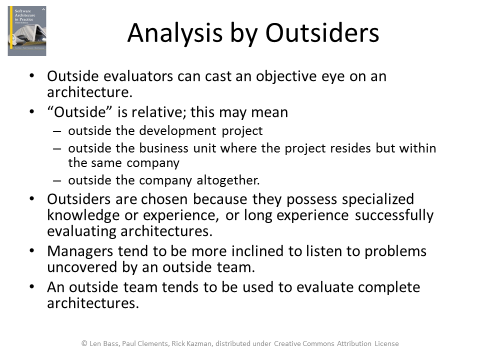 Software
Architecture
in Practice
Analysis by Outsiders
• Outside evaluators can cast an objective eye on an
architecture.
• “Outside” is relative; this may mean
– outside the development project
– outside the business unit where the project resides but within
the same company
– outside the company altogether.
• Outsiders are chosen because they possess specialized
knowledge or experience, or long experience successfully
evaluating architectures.
• Managers tend to be more inclined to listen to problems
uncovered by an outside team.
• An outside team tends to be used to evaluate complete
architectures.
© Len Bass, Paul Clements, Rick Kazman, distributed under Creative Commons Attribution License